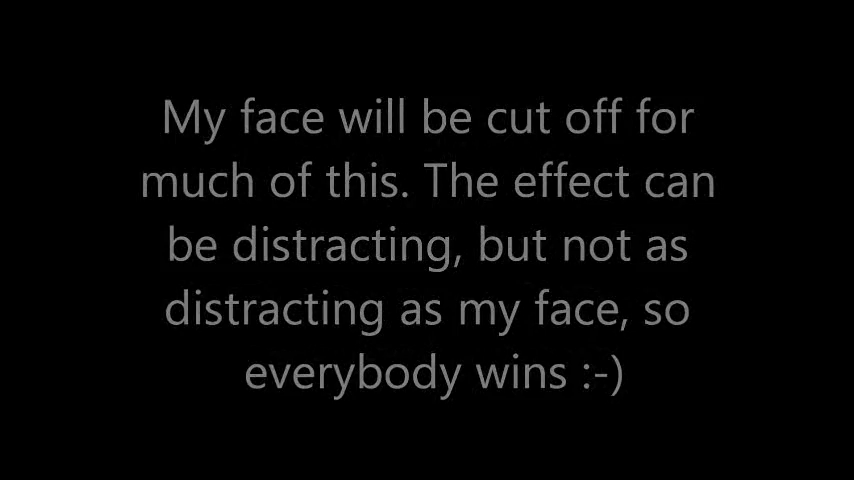 My face will be cut off for
much of this. The effect can
be distracting, but not as
distracting as my face, so
everybody wins :-)